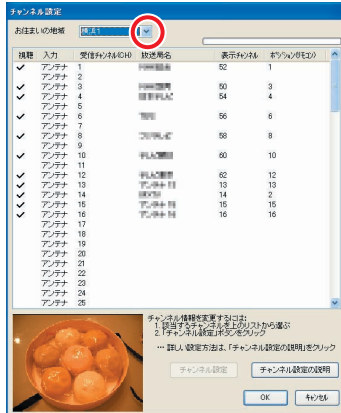 チャンネル設定
お住まいの地域 横浜1
視聴 入力 受信チャンネル(CH) 放送局名 表示チャンネル ポジション(リモコン)
✓ アンテナ 1 52 1
アンテナ 2
✓ アンテナ 3 50 3
✓ アンテナ 4 54 4
アンテナ 5
✓ アンテナ 6 56 6
アンテナ 7
✓ アンテナ 8 58 8
アンテナ 9
✓ アンテナ 10 60 10
アンテナ 11
✓ アンテナ 12 62 12
✓ アンテナ 13 13 13
✓ アンテナ 14 14 2
✓ アンテナ 15 15 15
✓ アンテナ 16 16 16
アンテナ 17
アンテナ 18
アンテナ 19
アンテナ 20
アンテナ 21
アンテナ 22
アンテナ 23
アンテナ 24
アンテナ 25
チャンネル情報を変更するには:
1. 該当するチャンネルを上のリストから選ぶ
2. 「チャンネル設定」ボタンをクリック
… 詳しい設定方法は、「チャンネル設定の説明」をクリック
チャンネル設定 チャンネル設定の説明
OK キャンセル